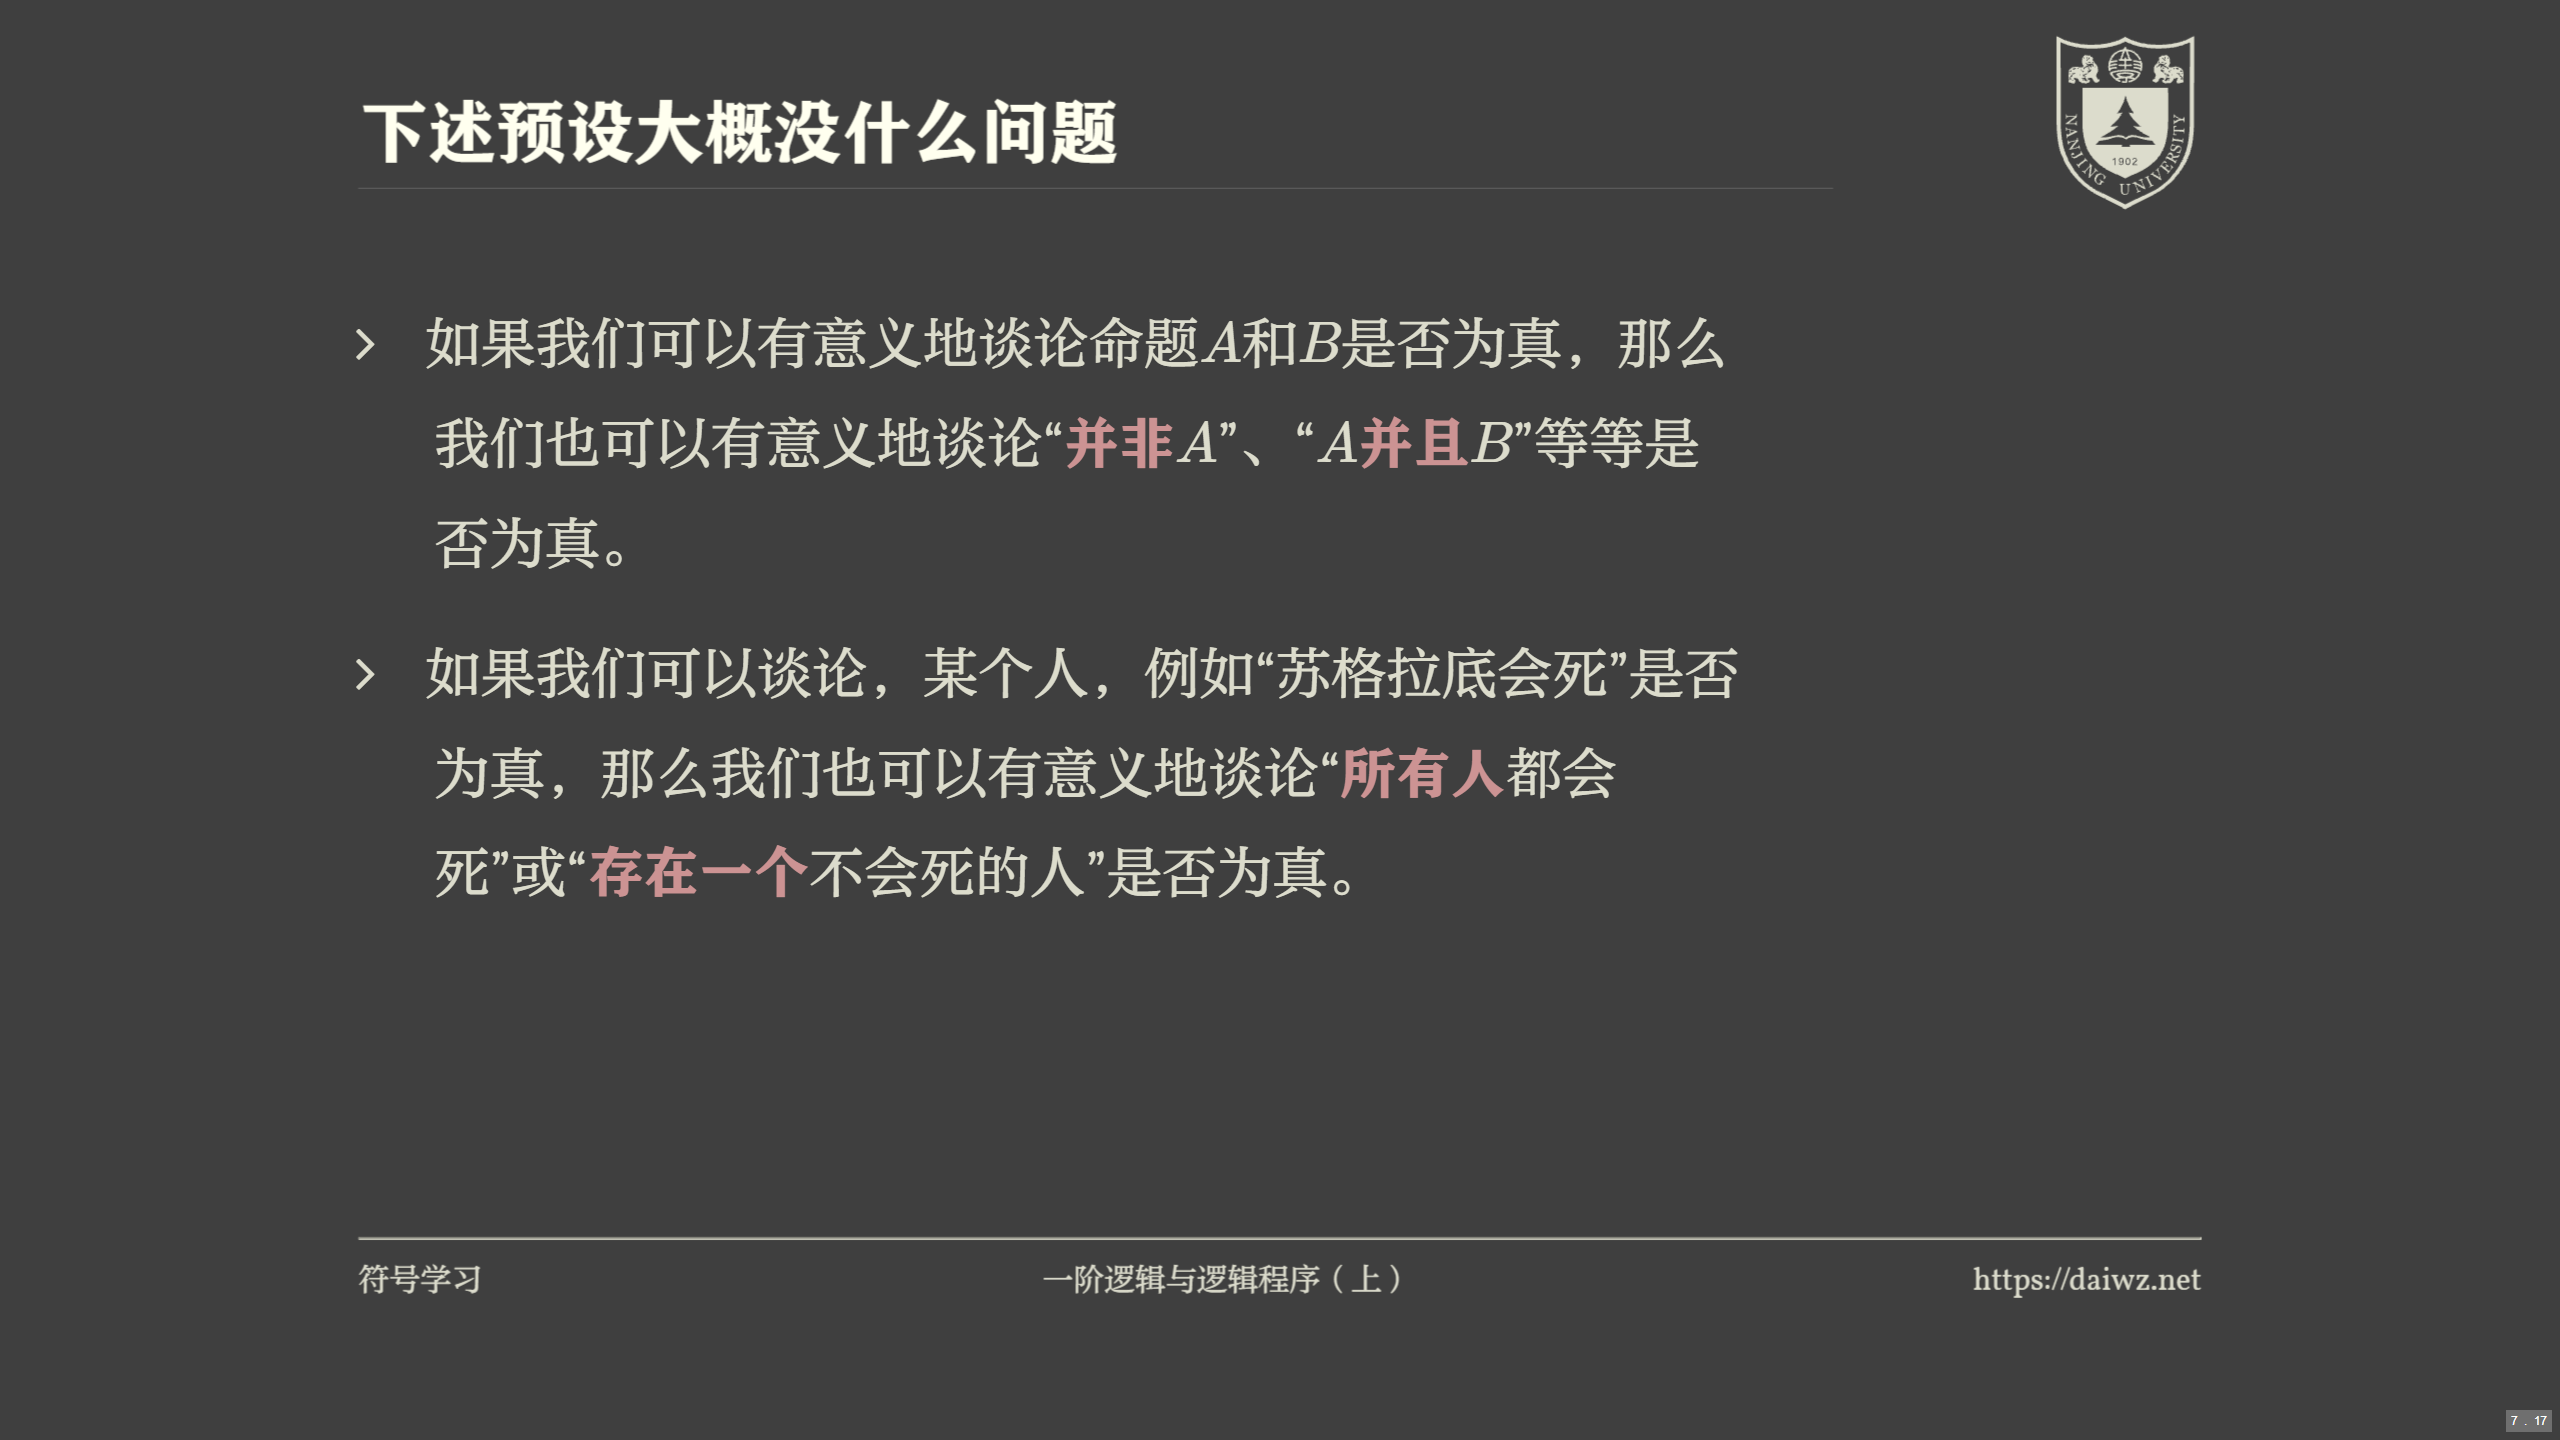 下述预设大概没什么问题
NANJING UNIVERSITY
1902
如果我们可以有意义地谈论命题A和B是否为真，那么
我们也可以有意义地谈论“并非A”、“A并且B”等等是
否为真。
如果我们可以谈论，某个人，例如“苏格拉底会死”是否
为真，那么我们也可以有意义地谈论“所有人都会
死”或“存在一个不会死的人”是否为真。
符号学习
一阶逻辑与逻辑程序（上）
https://daiwz.net
7 . 17